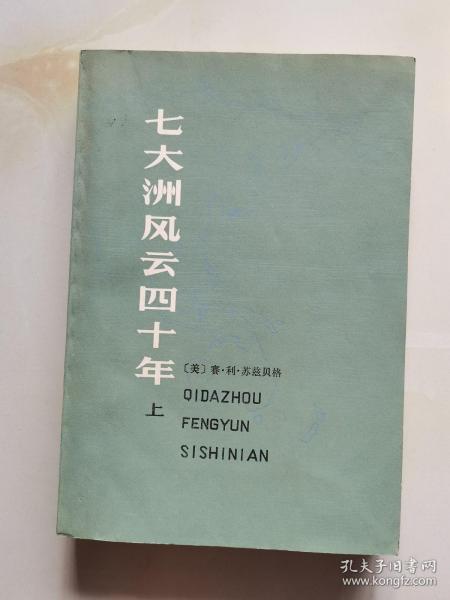 七大洲风云四十年
上
〔美〕赛·利·苏兹贝格
QIDAZHOU
FENGYUN
SISHINIAN
孔夫子旧书网
www.kongfz.com